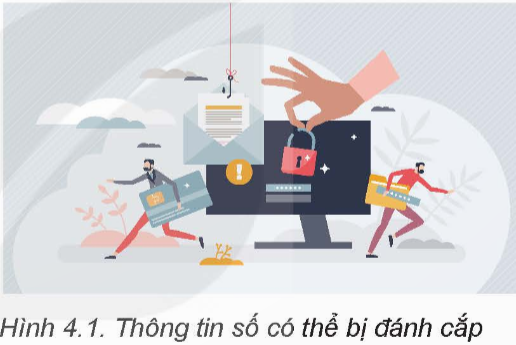 Hình 4.1. Thông tin số có thể bị đánh cắp